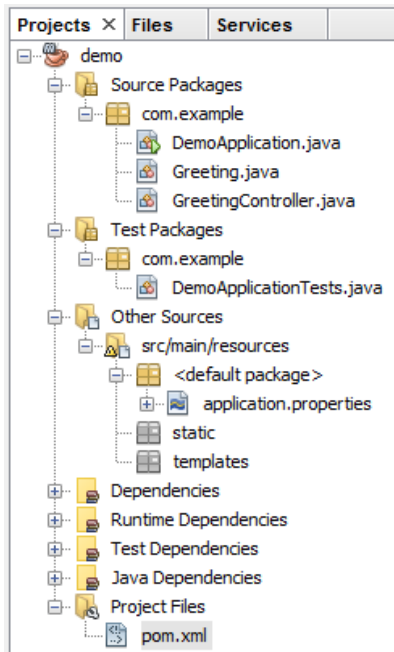 Projects × Files Services
demo
Source Packages
com.example
DemoApplication.java
Greeting.java
GreetingController.java
Test Packages
com.example
DemoApplicationTests.java
Other Sources
src/main/resources
<default package>
application.properties
static
templates
Dependencies
Runtime Dependencies
Test Dependencies
Java Dependencies
Project Files
pom.xml